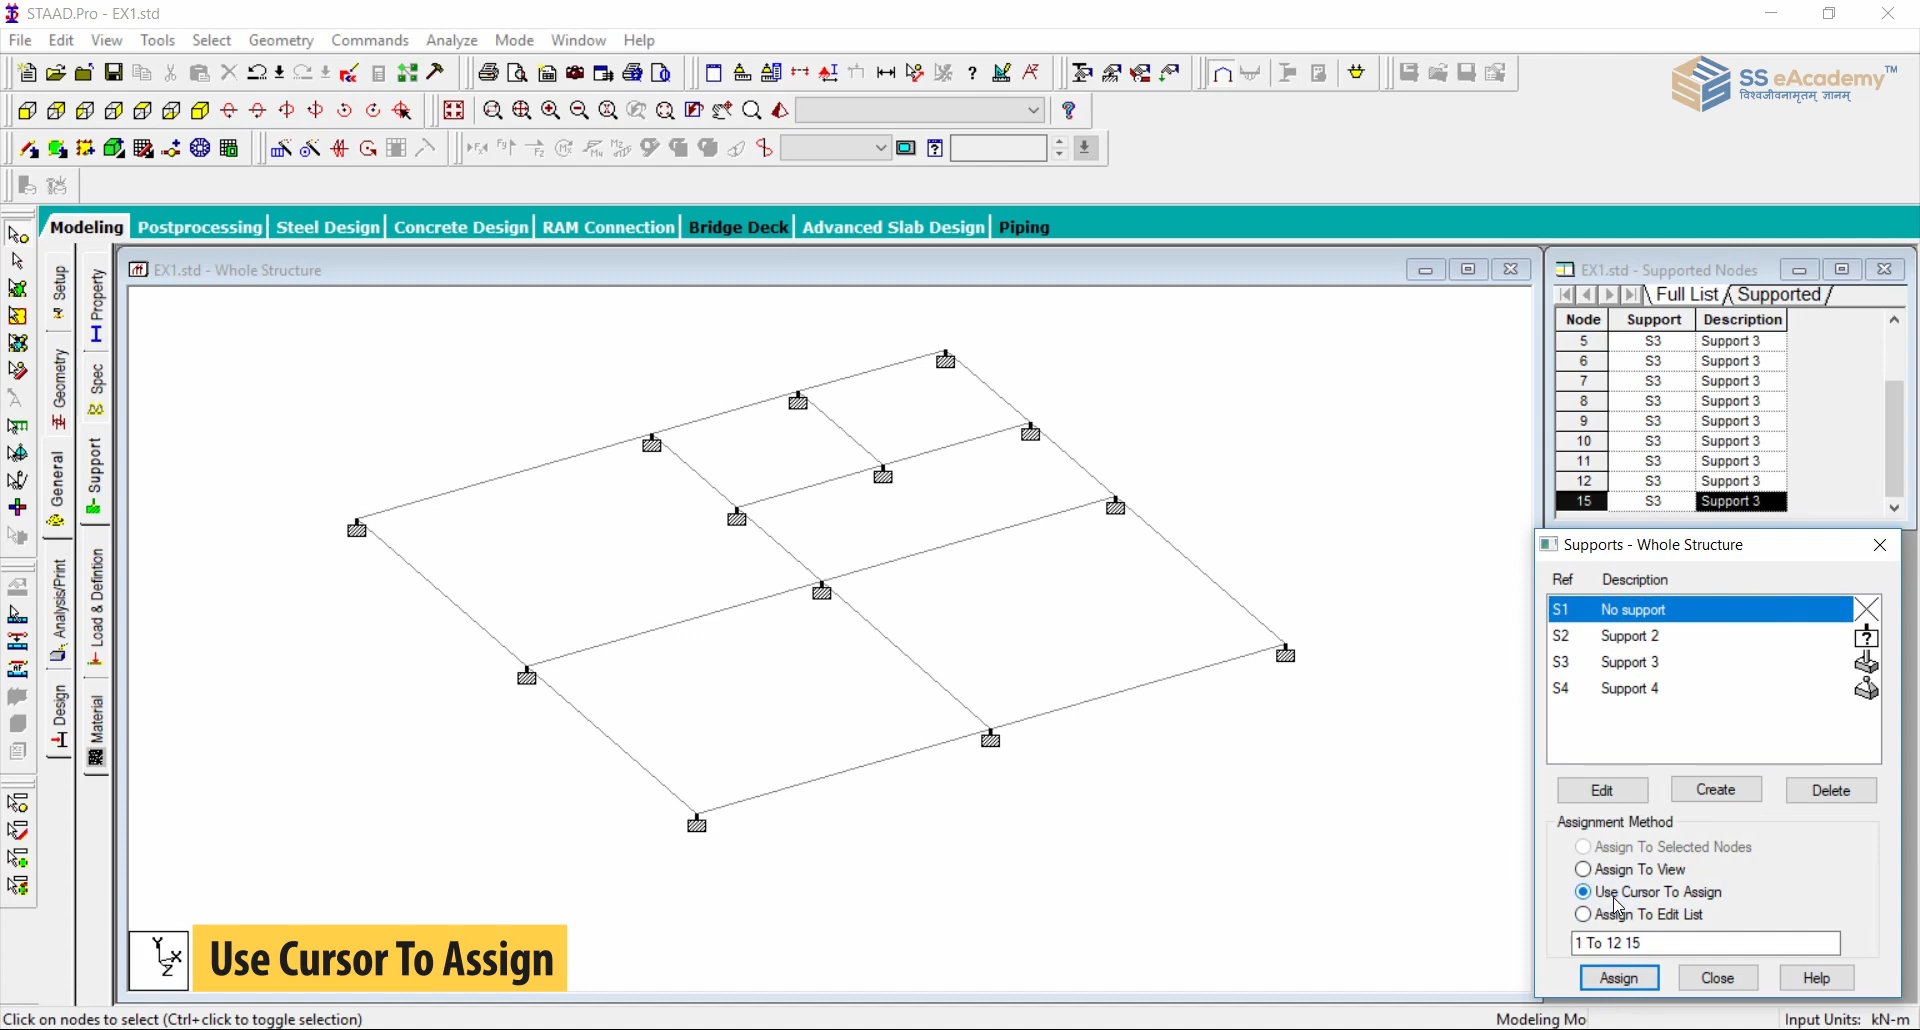 STAAD.Pro - EX1.std
File Edit View Tools Select Geometry Commands Analyze Mode Window Help
SS eAcademy™
विश्वजीवनामृतम् ज्ञानम्
Modeling Postprocessing Steel Design Concrete Design RAM Connection Bridge Deck Advanced Slab Design Piping
Setup
Geometry
General
Analysis/Print
Design
Property
Spec
Support
Load & Definition
Material
EX1.std - Whole Structure
EX1.std - Supported Nodes
Full List Supported
Node Support Description
5 S3 Support 3
6 S3 Support 3
7 S3 Support 3
8 S3 Support 3
9 S3 Support 3
10 S3 Support 3
11 S3 Support 3
12 S3 Support 3
15 S3 Support 3
Supports - Whole Structure
Ref Description
S1 No support
S2 Support 2
S3 Support 3
S4 Support 4
Edit Create Delete
Assignment Method
Assign To Selected Nodes
Assign To View
Use Cursor To Assign
Assign To Edit List
1 To 12 15
Assign Close Help
Y X Z
Use Cursor To Assign
Click on nodes to select (Ctrl+click to toggle selection)
Modeling Mo
Input Units: kN-m